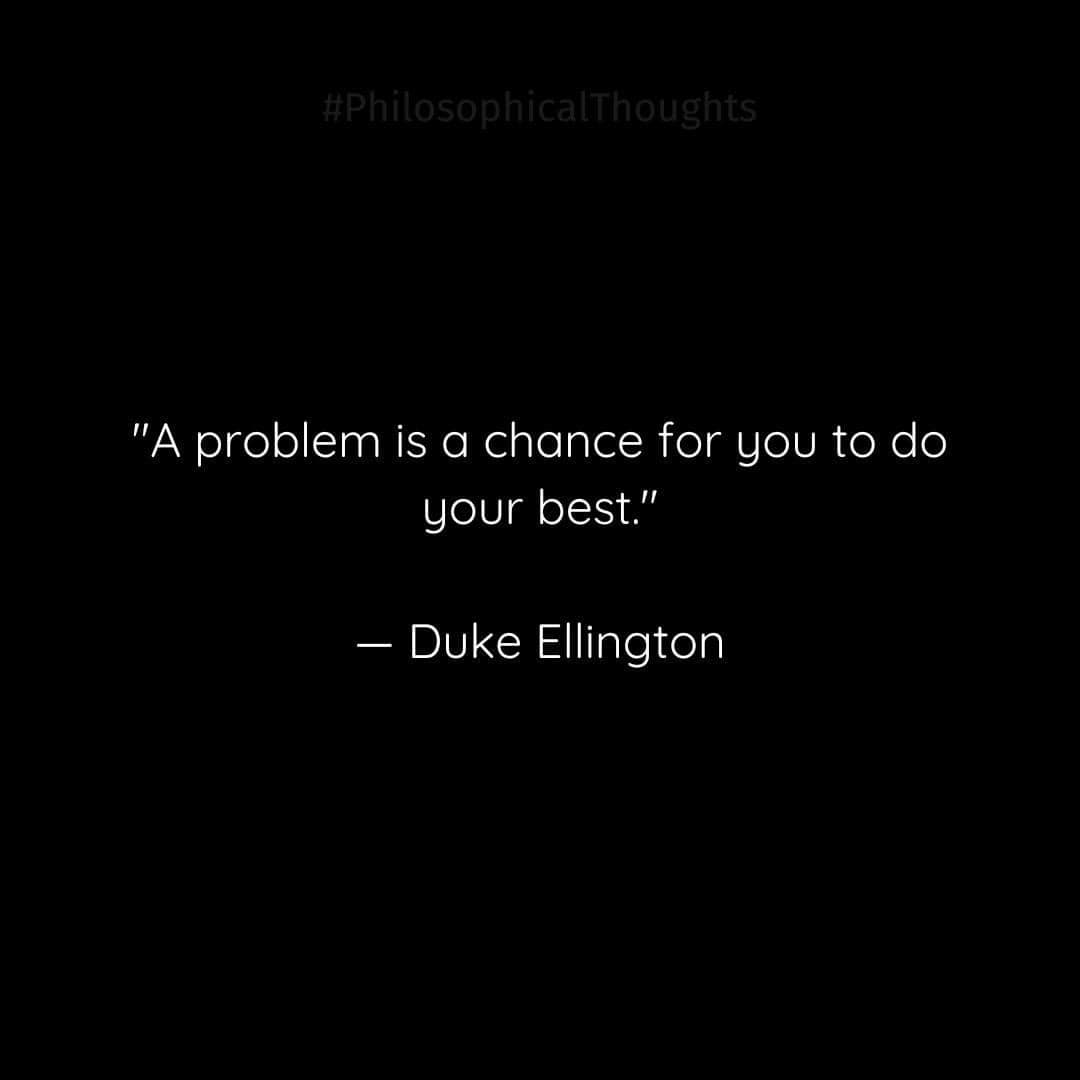 #PhilosophicalThoughts
"A problem is a chance for you to do
your best."
— Duke Ellington